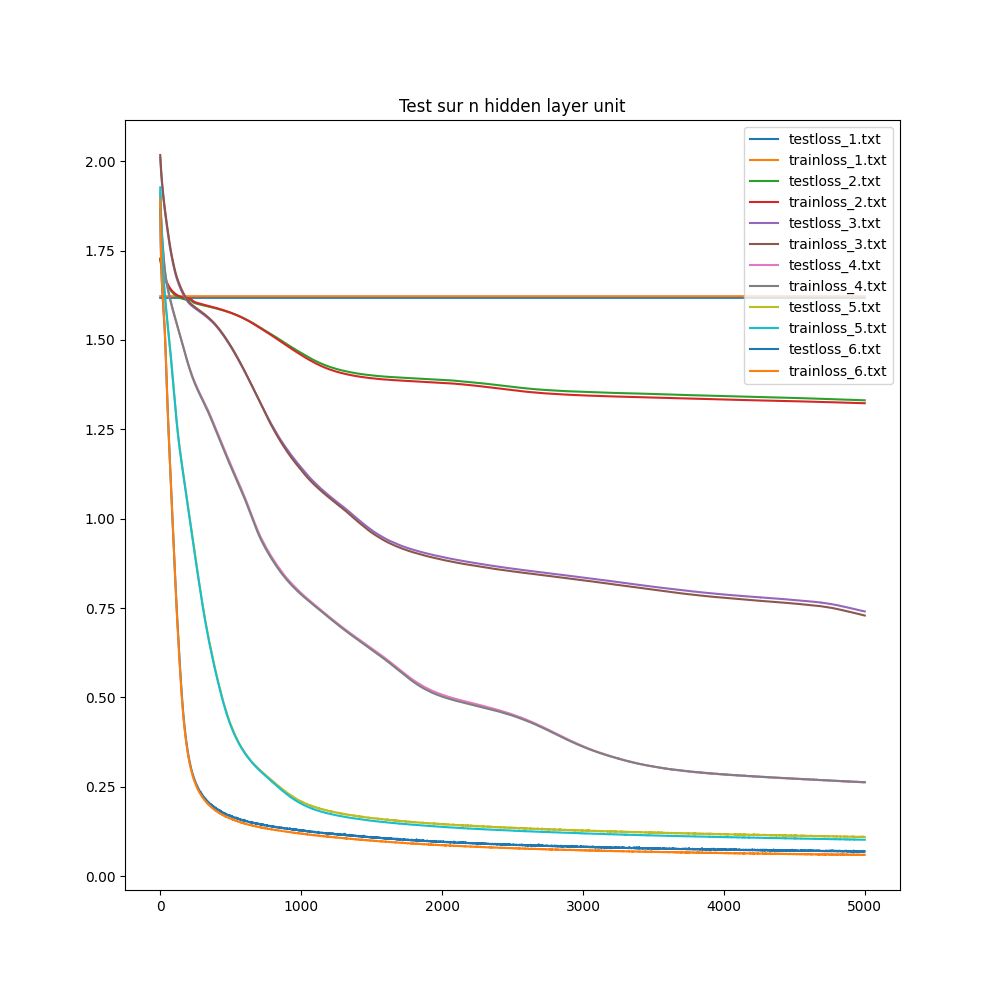 Test sur n hidden layer unit
testloss_1.txt
trainloss_1.txt
testloss_2.txt
trainloss_2.txt
testloss_3.txt
trainloss_3.txt
testloss_4.txt
trainloss_4.txt
testloss_5.txt
trainloss_5.txt
testloss_6.txt
trainloss_6.txt
2.00
1.75
1.50
1.25
1.00
0.75
0.50
0.25
0.00
0 1000 2000 3000 4000 5000